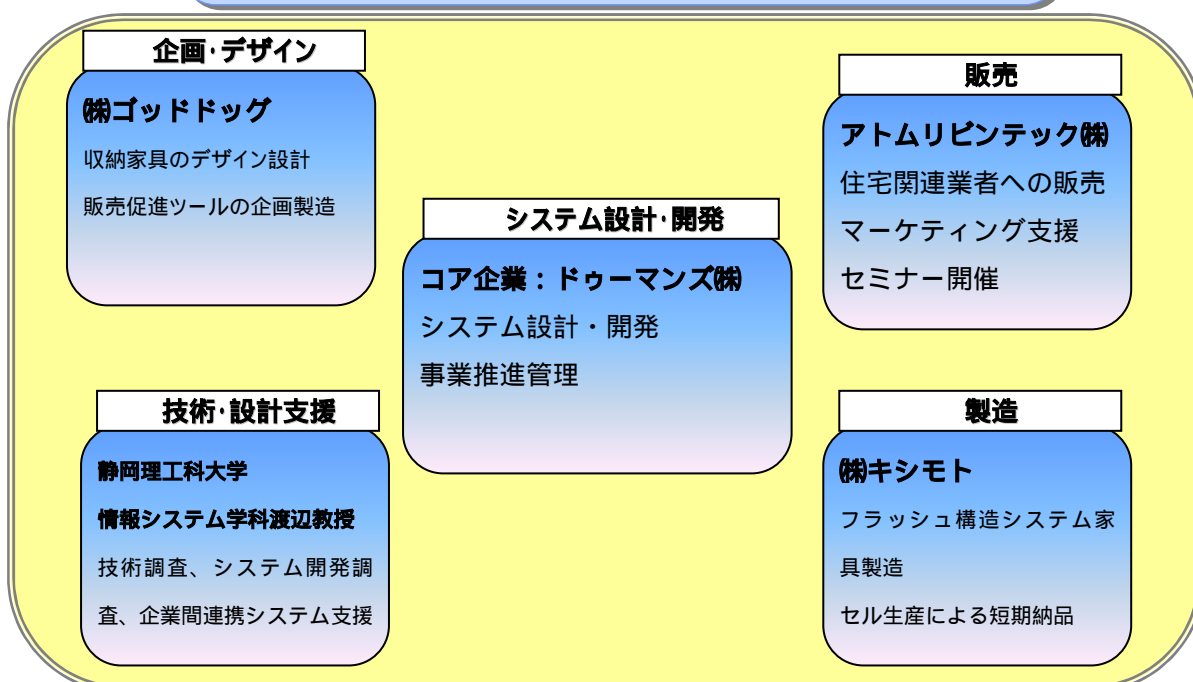 企画･デザイン
㈱ゴッドドッグ
収納家具のデザイン設計
販売促進ツールの企画製造
販売
アトムリビンテック㈱
住宅関連業者への販売
マーケティング支援
セミナー開催
システム設計･開発
コア企業：ドゥーマンズ㈱
システム設計・開発
事業推進管理
技術･設計支援
静岡理工科大学
情報システム学科渡辺教授
技術調査、システム開発調
査、企業間連携システム支援
製造
㈱キシモト
フラッシュ構造システム家
具製造
セル生産による短期納品